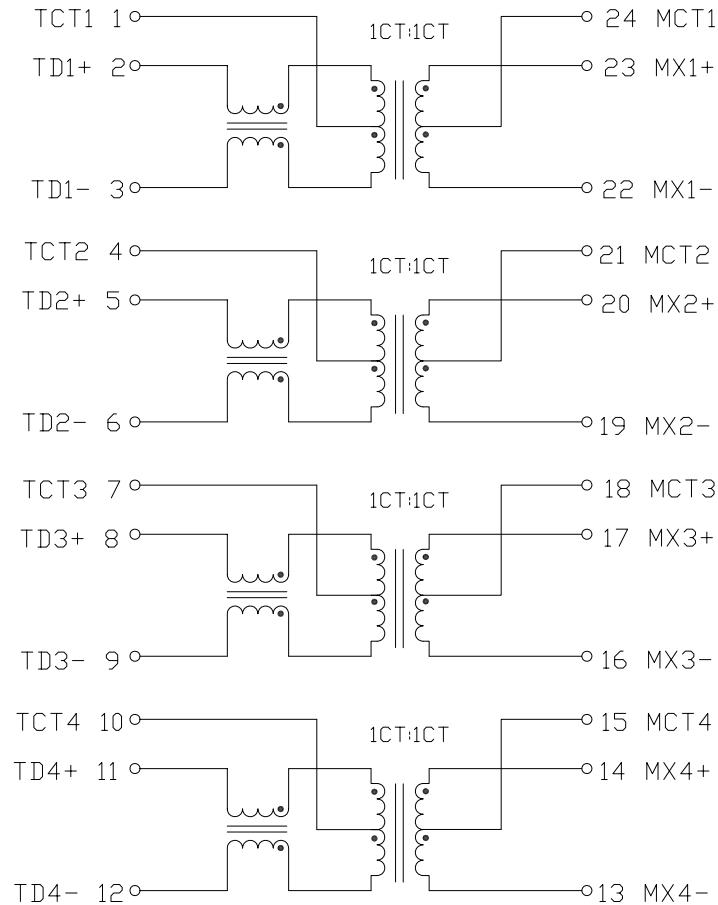 TCT1 1 1CT:1CT 24 MCT1
TD1+ 2 23 MX1+
TD1- 3 22 MX1-
TCT2 4 1CT:1CT 21 MCT2
TD2+ 5 20 MX2+
TD2- 6 19 MX2-
TCT3 7 1CT:1CT 18 MCT3
TD3+ 8 17 MX3+
TD3- 9 16 MX3-
TCT4 10 1CT:1CT 15 MCT4
TD4+ 11 14 MX4+
TD4- 12 13 MX4-